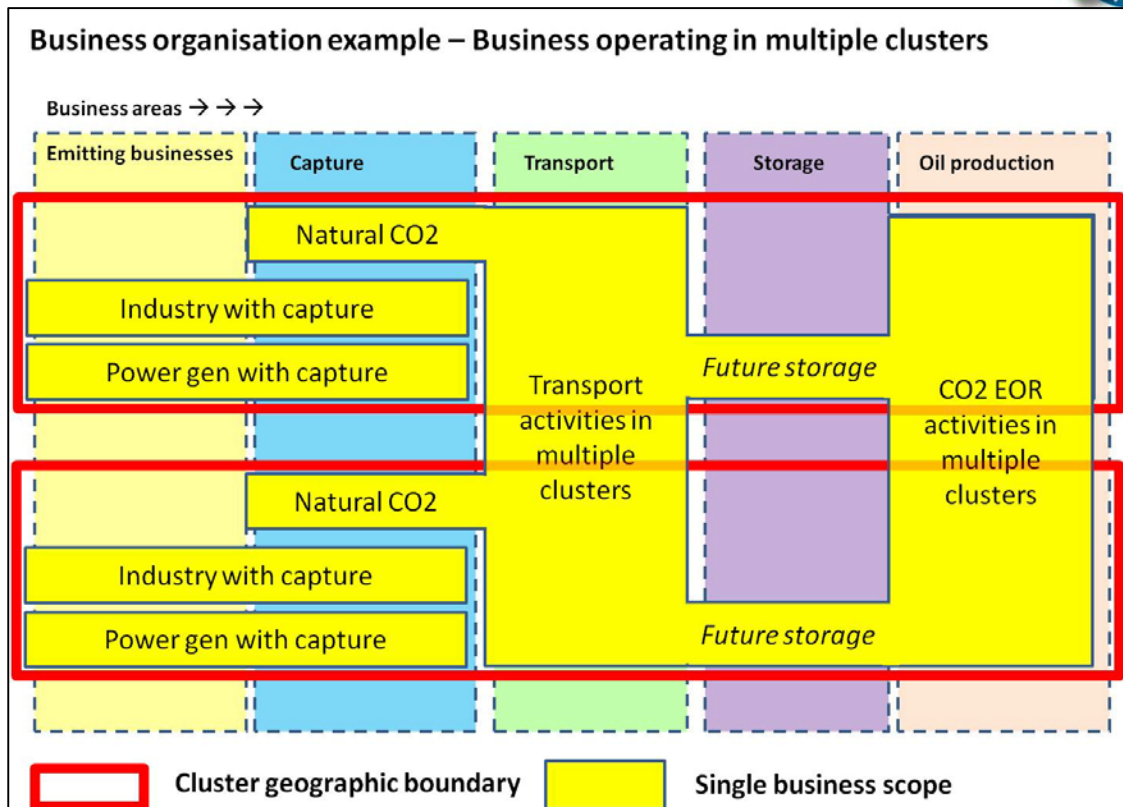 Business organisation example – Business operating in multiple clusters
Business areas → → →
Emitting businesses
Capture
Transport
Storage
Oil production
Natural CO2
Industry with capture
Power gen with capture
Transport
activities in
multiple
clusters
Future storage
CO2 EOR
activities in
multiple
clusters
Natural CO2
Industry with capture
Power gen with capture
Future storage
Cluster geographic boundary
Single business scope